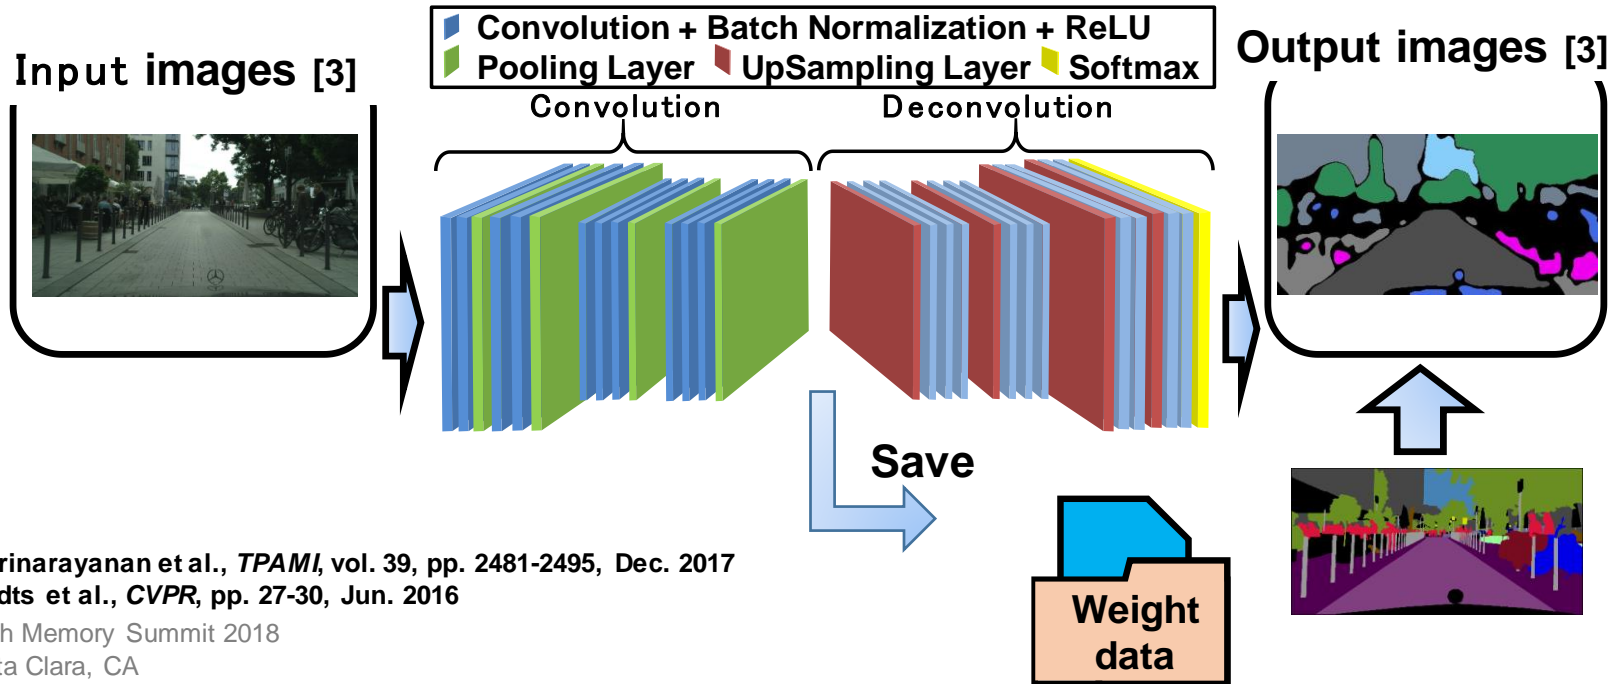 Convolution + Batch Normalization + ReLU
Pooling Layer UpSampling Layer Softmax
Input images [3]
Output images [3]
Convolution
Deconvolution
Save
Weight
data
rinarayanan et al., TPAMI, vol. 39, pp. 2481-2495, Dec. 2017
dts et al., CVPR, pp. 27-30, Jun. 2016
h Memory Summit 2018
ta Clara, CA